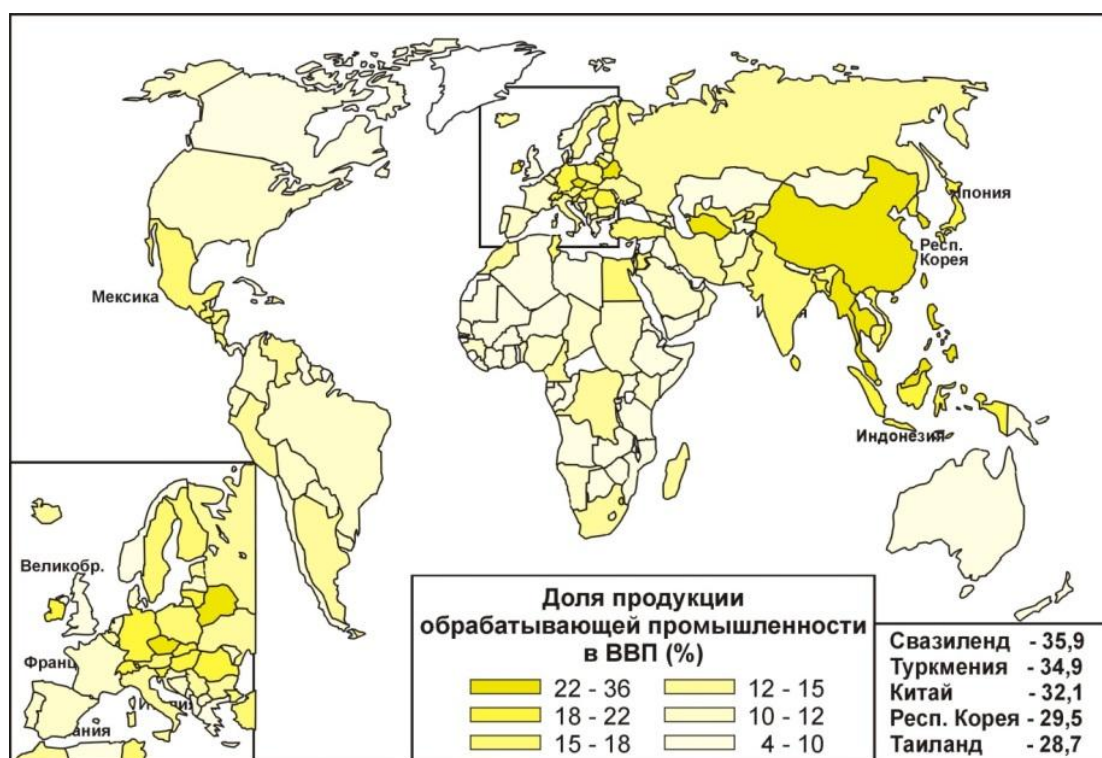 Япония
Респ.
Корея
Мексика
Индонезия
Великобр.
Доля продукции
обрабатывающей промышленности
в ВВП (%)
22 - 36
12 - 15
18 - 22
10 - 12
15 - 18
4 - 10
Свазиленд - 35,9
Туркмения - 34,9
Китай - 32,1
Респ. Корея - 29,5
Таиланд - 28,7